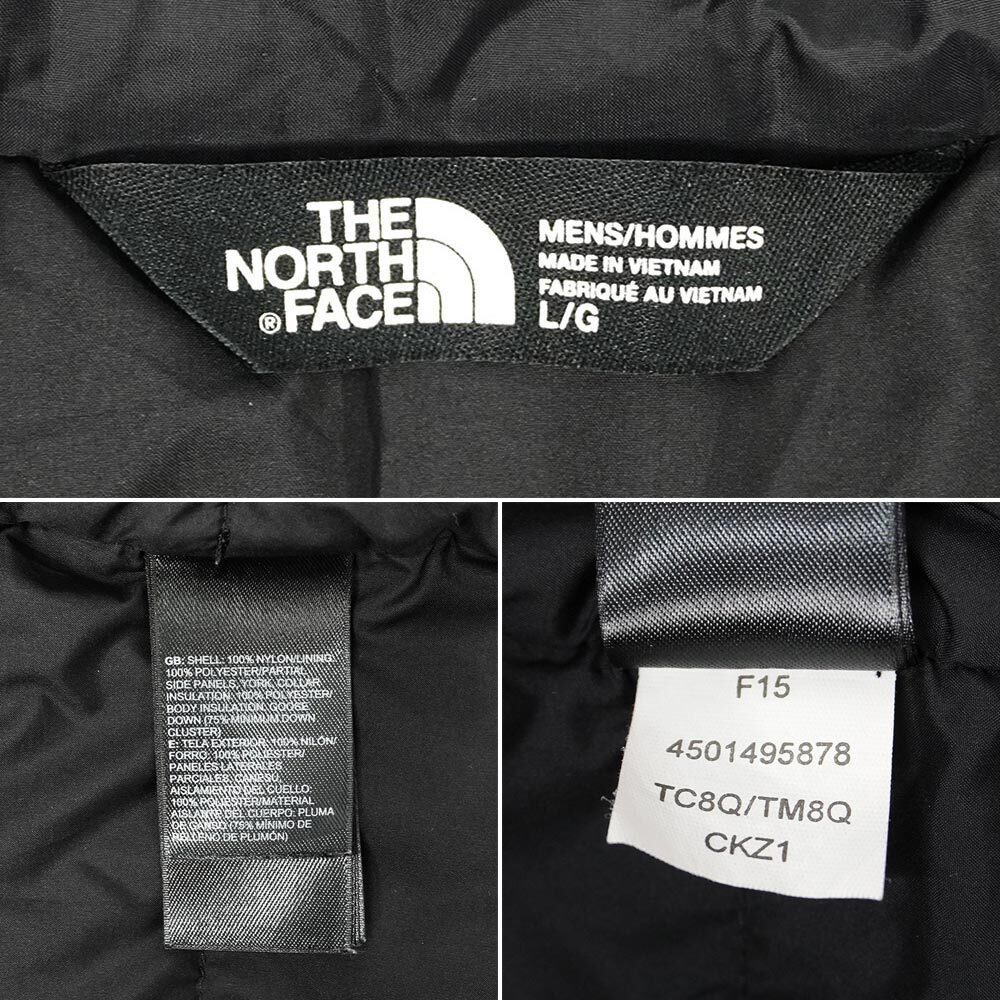 THE
NORTH
FACE
®
MENS/HOMMES
MADE IN VIETNAM
FABRIQUÉ AU VIETNAM
L/G
GB: SHELL: 100% NYLON/LINING:
100% POLYESTER/PARTIAL
SIDE PANELS, YORK, COLLAR
INSULATION: 100% POLYESTER/
BODY INSULATION: GOOSE
DOWN (75% MINIMUM DOWN
CLUSTER)
E: TELA EXTERIOR: 100% NILÓN/
FORRO: 100% POLYESTER/
PANELES LATERALES
PARCIALES, CANESÚ,
AISLAMIENTO DEL CUELLO:
100% POLYESTER/MATERIAL
AISLANTE DEL CUERPO: PLUMA
DE GANSO (75% MÍNIMO DE
RELLENO DE PLUMÓN)
F15
4501495878
TC8Q/TM8Q
CKZ1